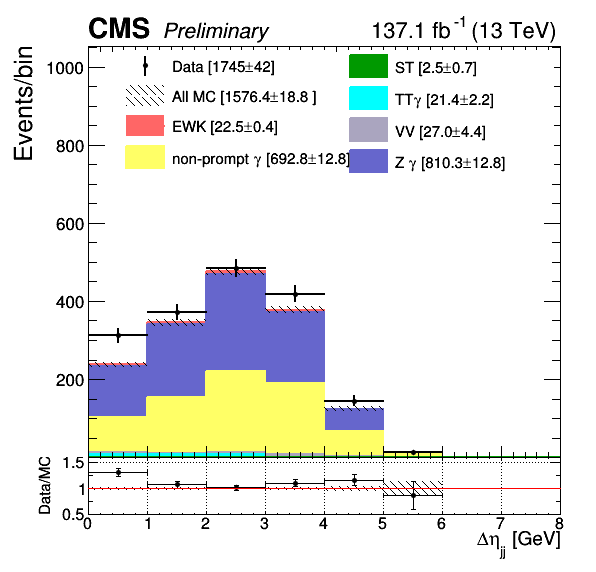 CMS Preliminary 137.1 fb⁻¹ (13 TeV)
Events/bin
1000
800
600
400
200
Data [1745±42]
All MC [1576.4±18.8 ]
EWK [22.5±0.4]
non-prompt γ [692.8±12.8]
ST [2.5±0.7]
TTγ [21.4±2.2]
VV [27.0±4.4]
Z γ [810.3±12.8]
Data/MC
1.5
1
0.5
0 1 2 3 4 5 6 7 8
Δηjj [GeV]